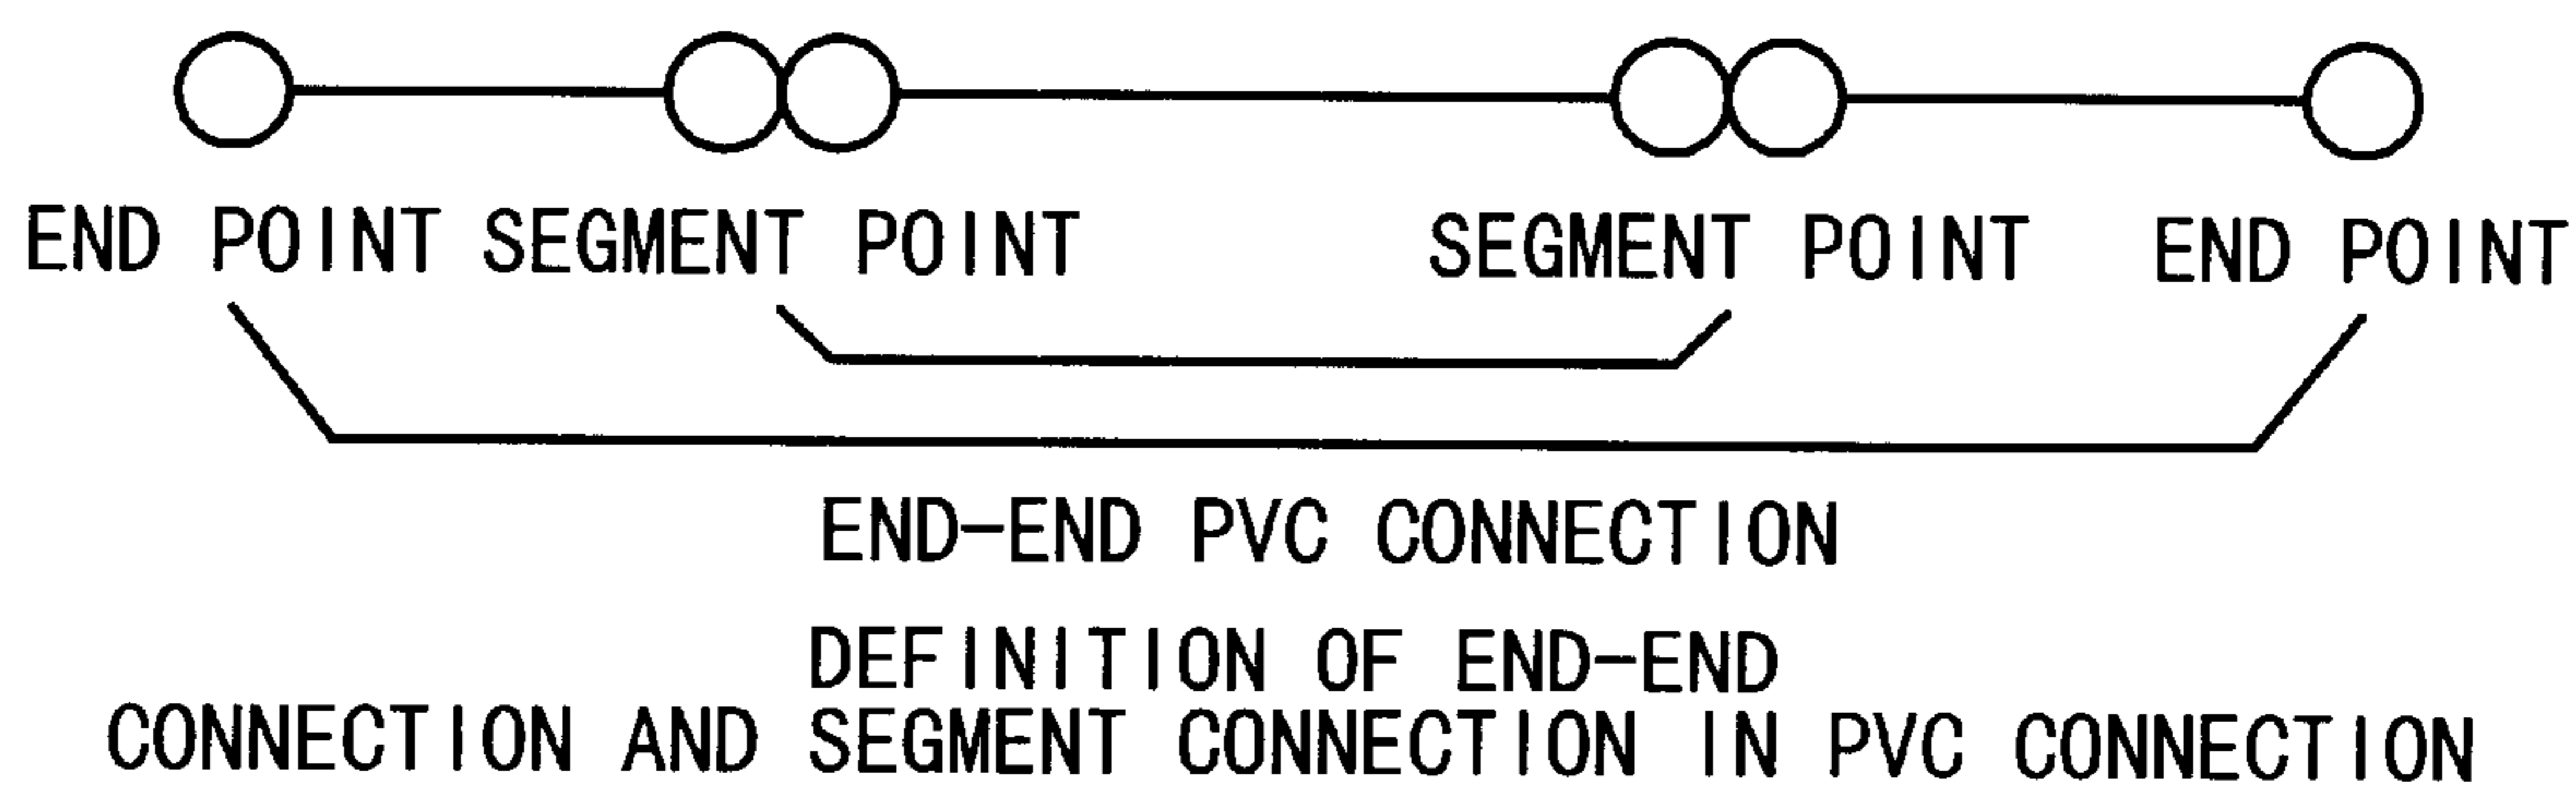 END POINT SEGMENT POINT SEGMENT POINT END POINT
END-END PVC CONNECTION
DEFINITION OF END-END
CONNECTION AND SEGMENT CONNECTION IN PVC CONNECTION